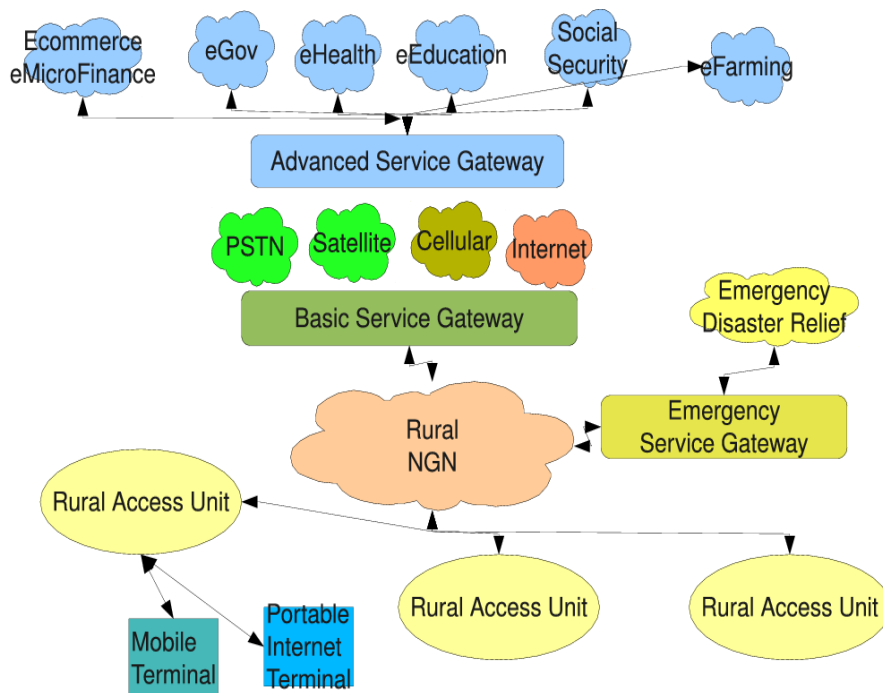 Ecommerce
eMicroFinance
eGov
eHealth
eEducation
Social
Security
eFarming
Advanced Service Gateway
PSTN
Satellite
Cellular
Internet
Basic Service Gateway
Emergency
Disaster Relief
Rural
NGN
Emergency
Service Gateway
Rural Access Unit
Rural Access Unit
Rural Access Unit
Mobile
Terminal
Portable
Internet
Terminal